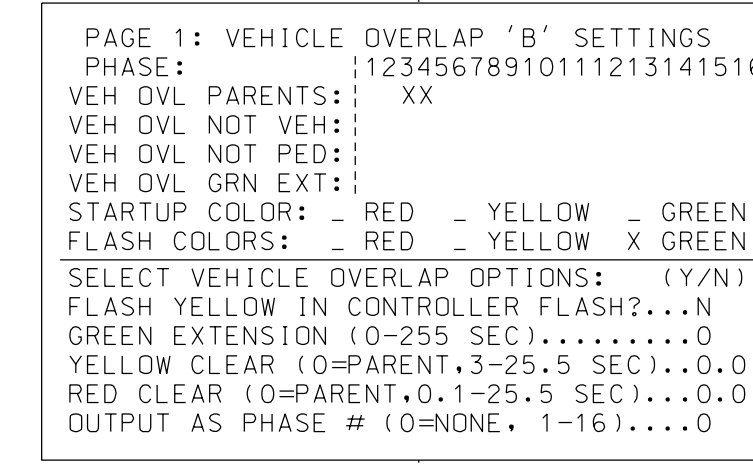 PAGE 1: VEHICLE OVERLAP 'B' SETTINGS
PHASE: ¦12345678910111213141516
VEH OVL PARENTS:¦ XX
VEH OVL NOT VEH:¦
VEH OVL NOT PED:¦
VEH OVL GRN EXT:¦
STARTUP COLOR: _ RED _ YELLOW _ GREEN
FLASH COLORS: _ RED _ YELLOW X GREEN
SELECT VEHICLE OVERLAP OPTIONS: (Y/N)
FLASH YELLOW IN CONTROLLER FLASH?...N
GREEN EXTENSION (0-255 SEC).........0
YELLOW CLEAR (0=PARENT,3-25.5 SEC)..0.0
RED CLEAR (0=PARENT,0.1-25.5 SEC)...0.0
OUTPUT AS PHASE # (0=NONE, 1-16)....0